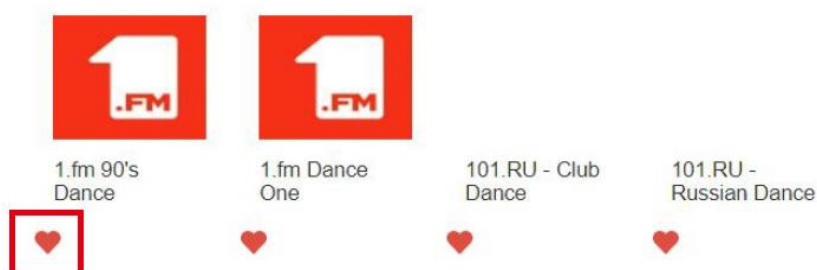 .FM
.FM
1.fm 90's
Dance
1.fm Dance
One
101.RU - Club
Dance
101.RU -
Russian Dance